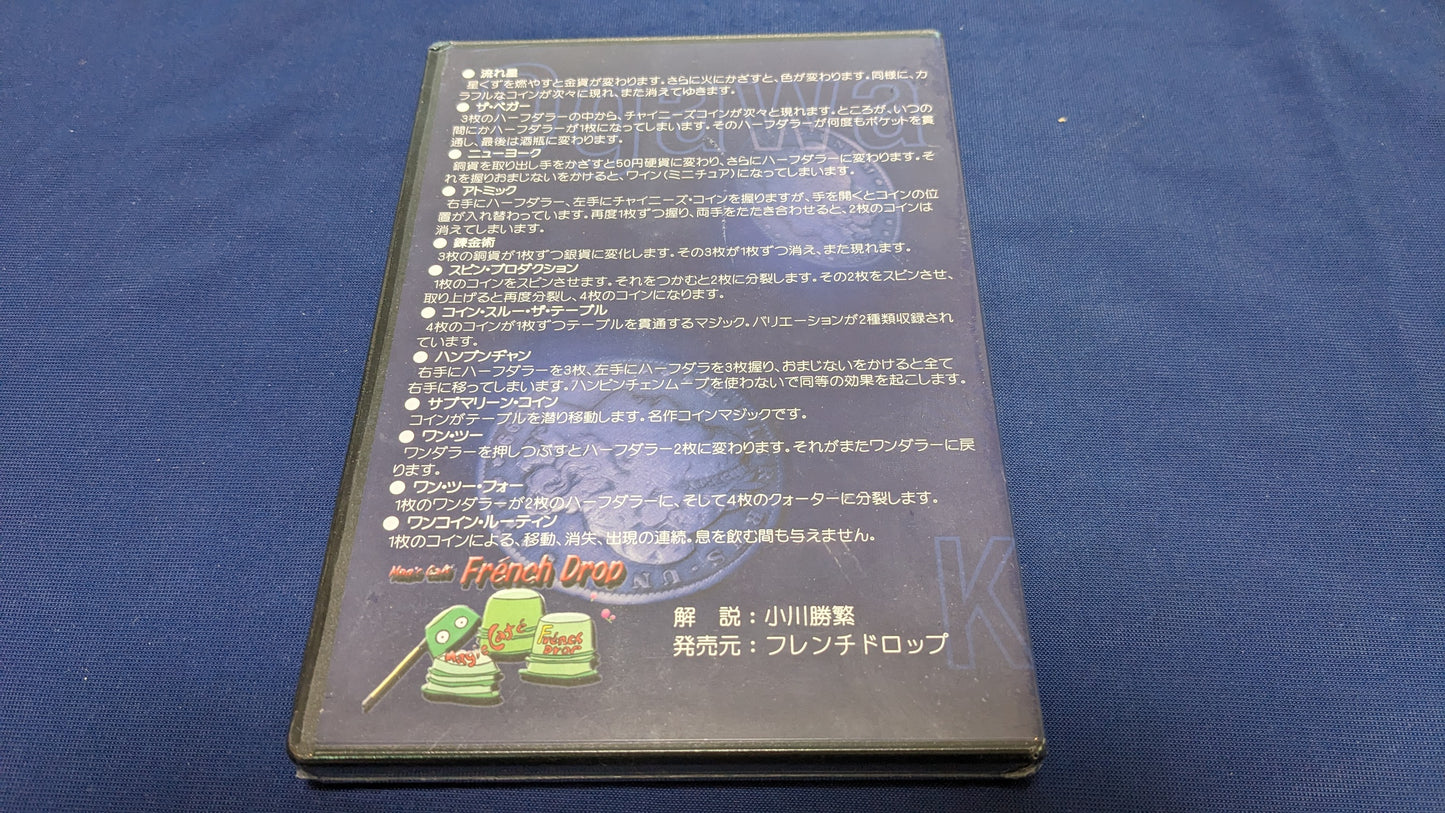 ● 流れ星
星くずを燃やすと金貨が変わります。さらに火にかざすと、色が変わります。同様に、カ
ラフルなコインが次々に現れ、また消えてゆきます。
● ザ・ベガー
3枚のハーフダラーの中から、チャイニーズコインが次々と現れます。ところが、いつの
間にかハーフダラーが1枚になってしまいます。そのハーフダラーが何度もポケットを貫
通し、最後は酒瓶に変わります。
● ニューヨーク
銅貨を取り出し手をかざすと50円硬貨に変わり、さらにハーフダラーに変わります。そ
れを握りおまじないをかけると、ワイン(ミニチュア)になってしまいます。
● アトミック
右手にハーフダラー、左手にチャイニーズ・コインを握りますが、手を開くとコインの位
置が入れ替わっています。再度1枚ずつ握り、両手をたたき合わせると、2枚のコインは
消えてしまいます。
● 錬金術
3枚の銅貨が1枚ずつ銀貨に変化します。その3枚が1枚ずつ消え、また現れます。
● スピン・プロダクション
1枚のコインをスピンさせます。それをつかむと2枚に分裂します。その2枚をスピンさせ、
取り上げると再度分裂し、4枚のコインになります。
● コイン・スルー・ザ・テーブル
4枚のコインが1枚ずつテーブルを貫通するマジック。バリエーションが2種類収録され
ています。
● ハンプンチャン
右手にハーフダラーを3枚、左手にハーフダラを3枚握り、おまじないをかけると全て
右手に移ってしまいます。ハンピンチェンムーブを使わないで同等の効果を起こします。
● サブマリーン・コイン
コインがテーブルを潜り移動します。名作コインマジックです。
● ワン・ツー
ワンダラーを押しつぶすとハーフダラー2枚に変わります。それがまたワンダラーに戻
ります。
● ワン・ツー・フォー
1枚のワンダラーが2枚のハーフダラーに、そして4枚のクォーターに分裂します。
● ワンコイン・ルーティン
1枚のコインによる、移動、消失、出現の連続。息を飲む間も与えません。
Magic Café French Drop
Magic
Café
French
Drop
解 説：小川勝繁
発売元：フレンチドロップ
Ogawa
K